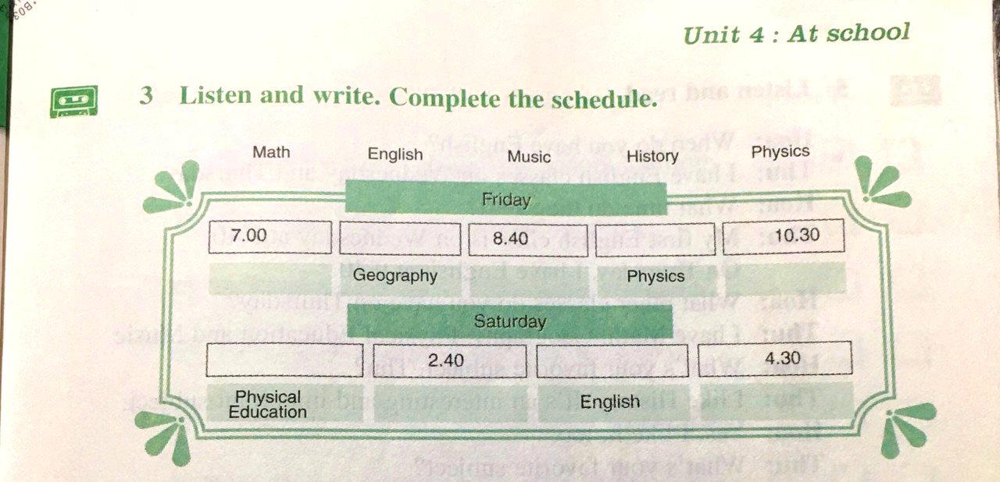 Unit 4 : At school
3 Listen and write. Complete the schedule.
Math English Music History Physics
Friday
7.00 8.40 10.30
Geography Physics
Saturday
2.40 4.30
Physical
Education
English